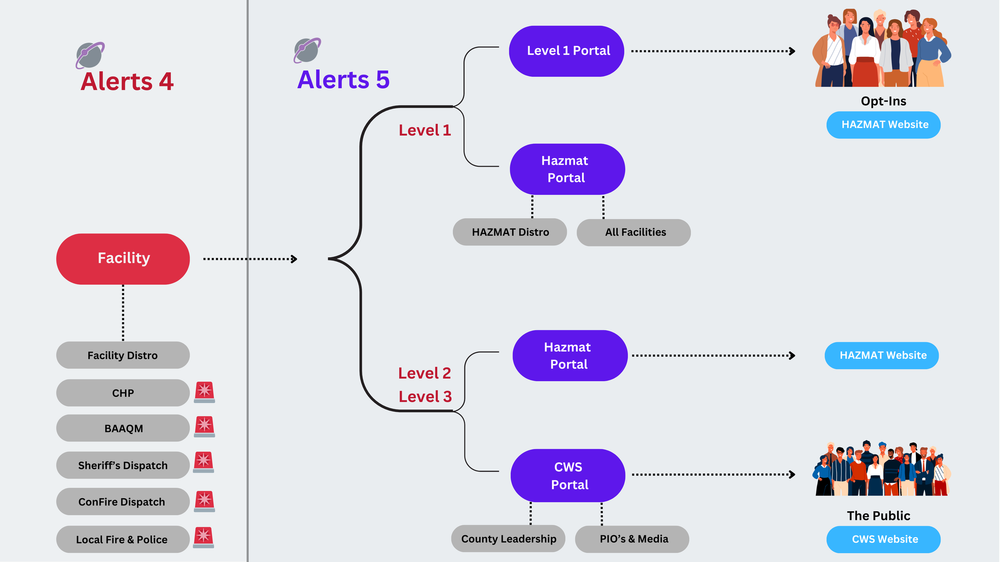 Alerts 4
Facility
Facility Distro
CHP
BAAQM
Sheriff’s Dispatch
ConFire Dispatch
Local Fire & Police
Alerts 5
Level 1
Level 1 Portal
Opt-Ins
HAZMAT Website
Hazmat
Portal
HAZMAT Distro
All Facilities
Level 2
Level 3
Hazmat
Portal
HAZMAT Website
CWS
Portal
County Leadership
PIO’s & Media
The Public
CWS Website